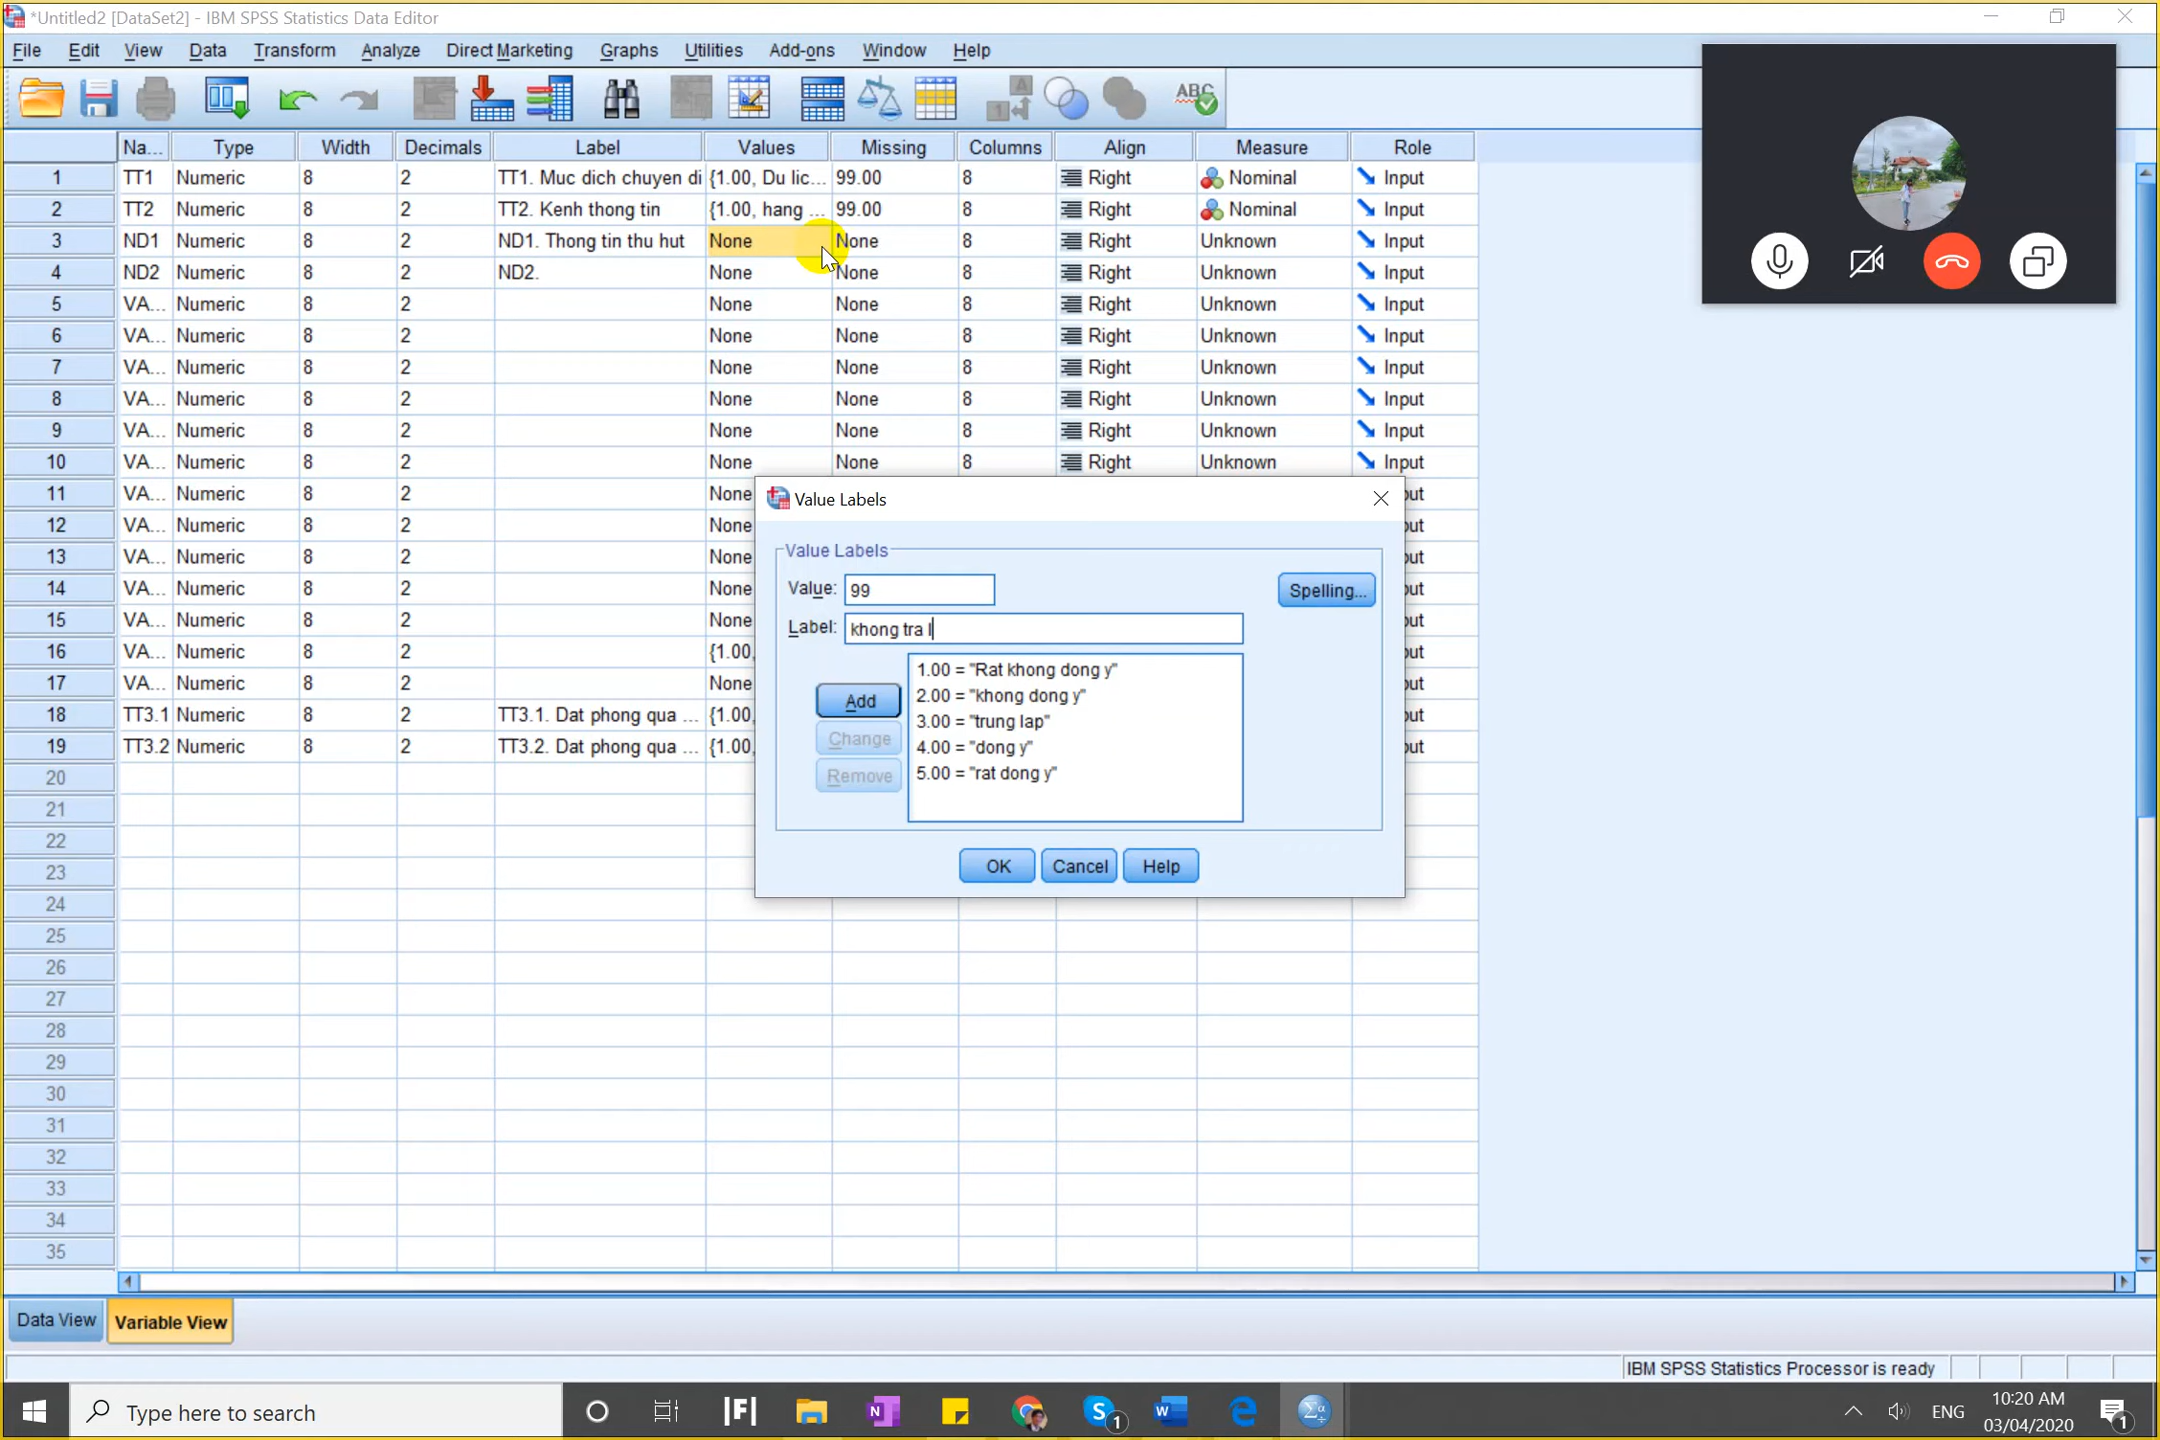 *Untitled2 [DataSet2] - IBM SPSS Statistics Data Editor
File Edit View Data Transform Analyze Direct Marketing Graphs Utilities Add-ons Window Help
Na... Type Width Decimals Label Values Missing Columns Align Measure Role
1 TT1 Numeric 8 2 TT1. Muc dich chuyen di {1.00, Du lic... 99.00 8 Right Nominal Input
2 TT2 Numeric 8 2 TT2. Kenh thong tin {1.00, hang ... 99.00 8 Right Nominal Input
3 ND1 Numeric 8 2 ND1. Thong tin thu hut None None 8 Right Unknown Input
4 ND2 Numeric 8 2 ND2. None None 8 Right Unknown Input
5 VA... Numeric 8 2 None None 8 Right Unknown Input
6 VA... Numeric 8 2 None None 8 Right Unknown Input
7 VA... Numeric 8 2 None None 8 Right Unknown Input
8 VA... Numeric 8 2 None None 8 Right Unknown Input
9 VA... Numeric 8 2 None None 8 Right Unknown Input
10 VA... Numeric 8 2 None None 8 Right Unknown Input
11 VA... Numeric 8 2 None put
12 VA... Numeric 8 2 None put
13 VA... Numeric 8 2 None put
14 VA... Numeric 8 2 None put
15 VA... Numeric 8 2 None put
16 VA... Numeric 8 2 {1.00, put
17 VA... Numeric 8 2 None put
18 TT3.1 Numeric 8 2 TT3.1. Dat phong qua ... {1.00, put
19 TT3.2 Numeric 8 2 TT3.2. Dat phong qua ... {1.00, put
20
21
22
23
24
25
26
27
28
29
30
31
32
33
34
35
Value Labels
Value Labels
Value: 99
Spelling...
Label: khong tra l
Add
Change
Remove
1.00 = "Rat khong dong y"
2.00 = "khong dong y"
3.00 = "trung lap"
4.00 = "dong y"
5.00 = "rat dong y"
OK Cancel Help
Data View Variable View
IBM SPSS Statistics Processor is ready
Type here to search
ENG
10:20 AM
03/04/2020
1
1
ABC